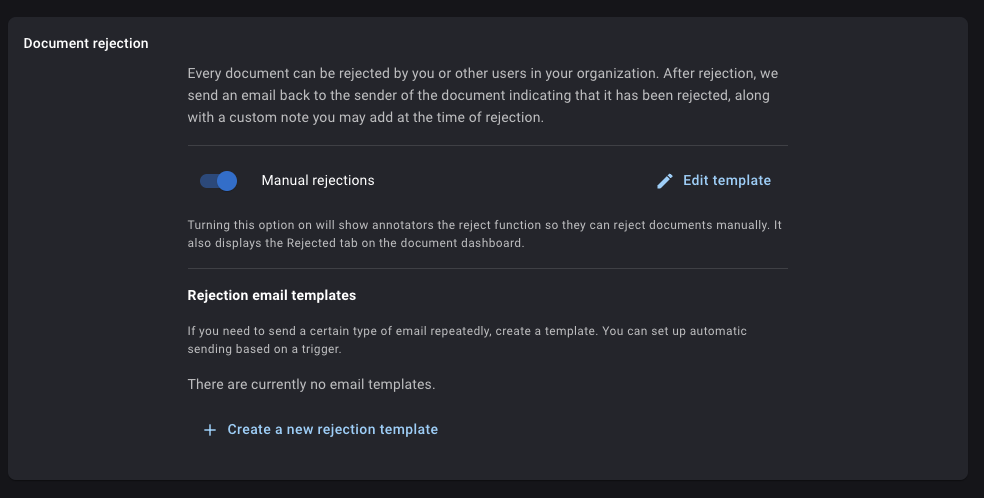 Document rejection
Every document can be rejected by you or other users in your organization. After rejection, we
send an email back to the sender of the document indicating that it has been rejected, along
with a custom note you may add at the time of rejection.
Manual rejections
Edit template
Turning this option on will show annotators the reject function so they can reject documents manually. It
also displays the Rejected tab on the document dashboard.
Rejection email templates
If you need to send a certain type of email repeatedly, create a template. You can set up automatic
sending based on a trigger.
There are currently no email templates.
Create a new rejection template